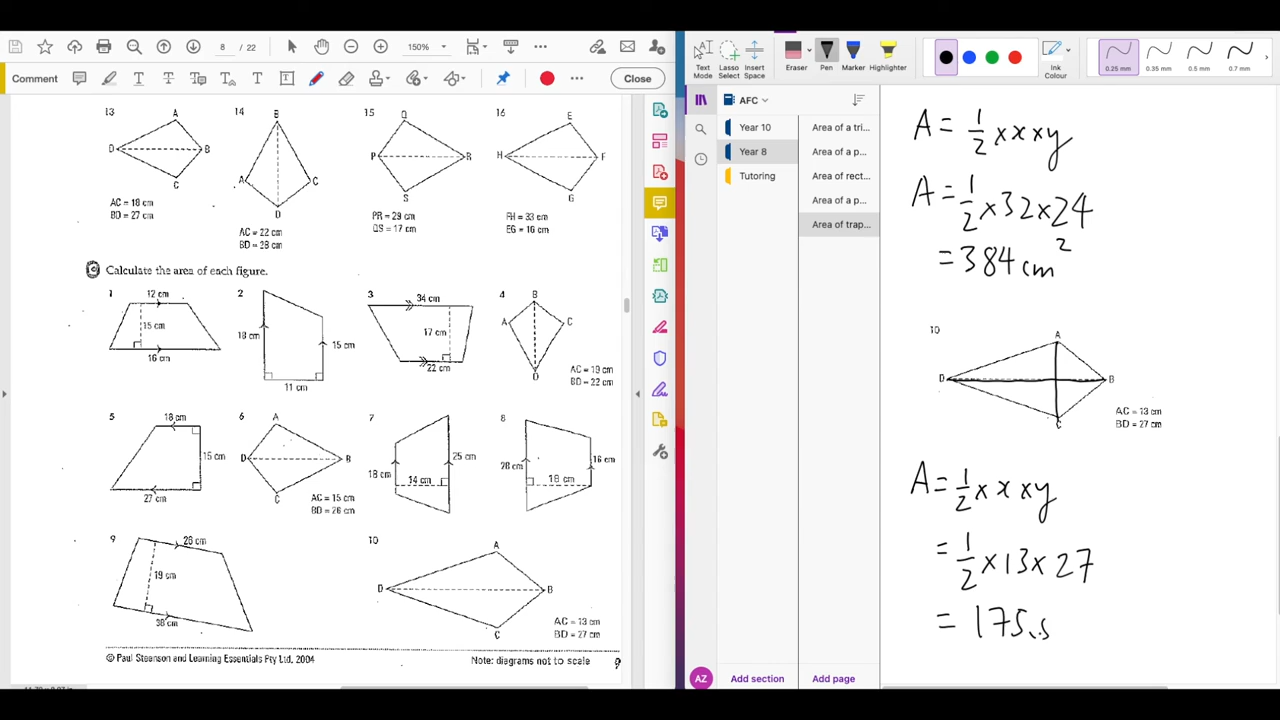 8 / 22
150%
Comment
Close
13
A
D
B
C
AC = 18 cm
BD = 27 cm
14
B
A
C
D
AC = 22 cm
BD = 28 cm
15
Q
P
R
S
PR = 29 cm
QS = 17 cm
16
E
H
F
G
FH = 33 cm
EG = 16 cm
C Calculate the area of each figure.
1
12 cm
15 cm
16 cm
2
18 cm
15 cm
11 cm
3
34 cm
17 cm
22 cm
4
B
A
C
D
AC = 19 cm
BD = 22 cm
5
18 cm
15 cm
27 cm
6
A
D
B
C
AC = 15 cm
BD = 26 cm
7
18 cm
25 cm
14 cm
8
28 cm
16 cm
18 cm
9
26 cm
19 cm
38 cm
10
A
D
B
C
AC = 13 cm
BD = 27 cm
© Paul Steenson and Learning Essentials Pty Ltd, 2004
Note: diagrams not to scale
9
Text Mode
Lasso Select
Insert Space
Eraser
Pen
Marker
Highlighter
Ink Colour
0.25 mm
0.35 mm
0.5 mm
0.7 mm
AFC
Year 10
Year 8
Tutoring
Area of a tri...
Area of a p...
Area of rect...
Area of a p...
Area of trap...
AZ
Add section
Add page
A = 1/2 × x × y
A = 1/2 × 32 × 24
= 384 cm²
10
A
D
B
C
AC = 13 cm
BD = 27 cm
A = 1/2 × x × y
= 1/2 × 13 × 27
= 175.5